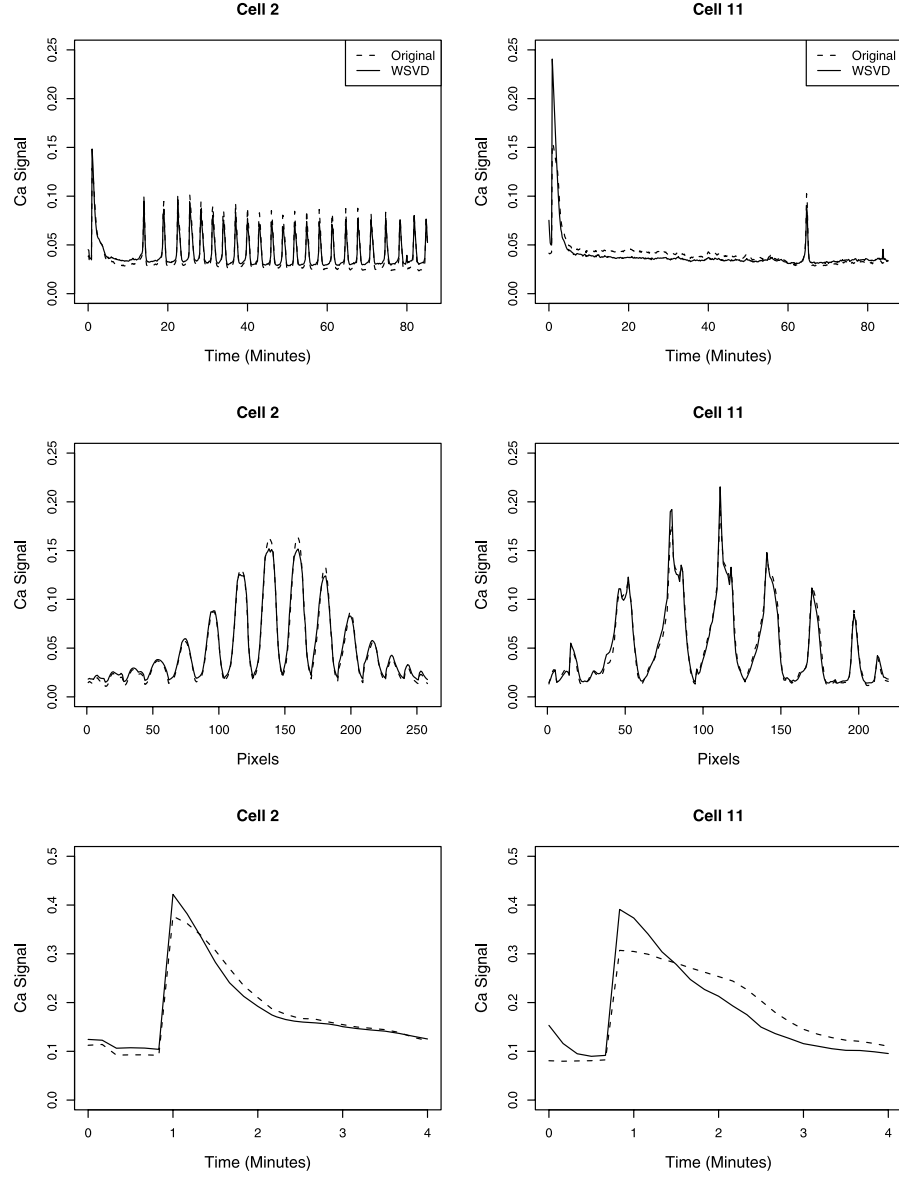 Cell 2
Cell 11
Ca Signal
0.00 0.05 0.10 0.15 0.20 0.25
Original
WSVD
0 20 40 60 80
Time (Minutes)
Ca Signal
0.00 0.05 0.10 0.15 0.20 0.25
Original
WSVD
0 20 40 60 80
Time (Minutes)
Cell 2
Cell 11
Ca Signal
0.00 0.05 0.10 0.15 0.20 0.25
0 50 100 150 200 250
Pixels
Ca Signal
0.00 0.05 0.10 0.15 0.20 0.25
0 50 100 150 200
Pixels
Cell 2
Cell 11
Ca Signal
0.0 0.1 0.2 0.3 0.4 0.5
0 1 2 3 4
Time (Minutes)
Ca Signal
0.0 0.1 0.2 0.3 0.4 0.5
0 1 2 3 4
Time (Minutes)